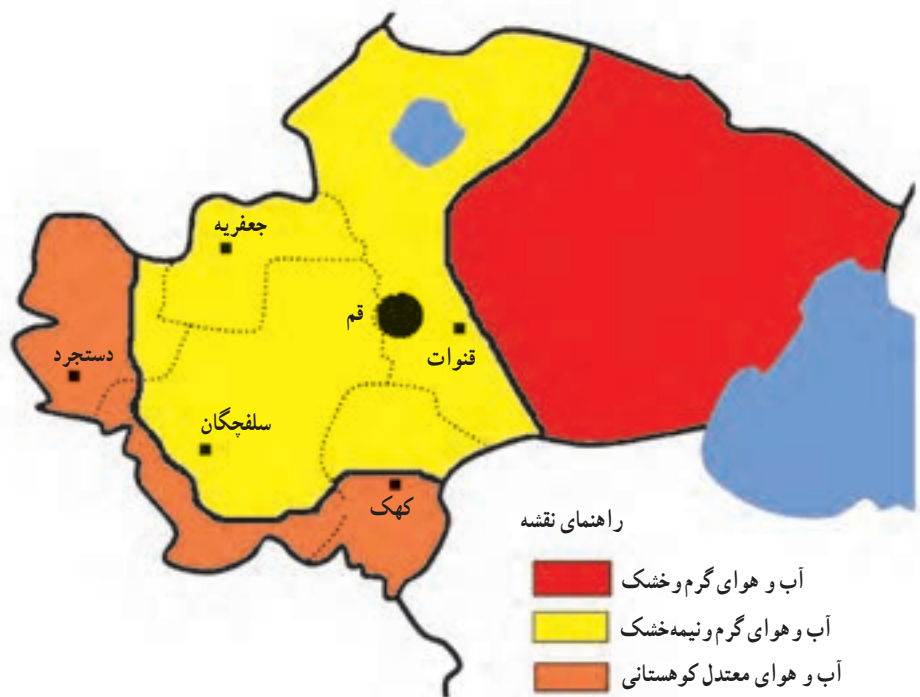 جعفریه
قم
قنوات
دستجرد
سلفچگان
کهک
راهنمای نقشه
آب و هوای گرم و خشک
آب و هوای گرم و نیمه‌خشک
آب و هوای معتدل کوهستانی